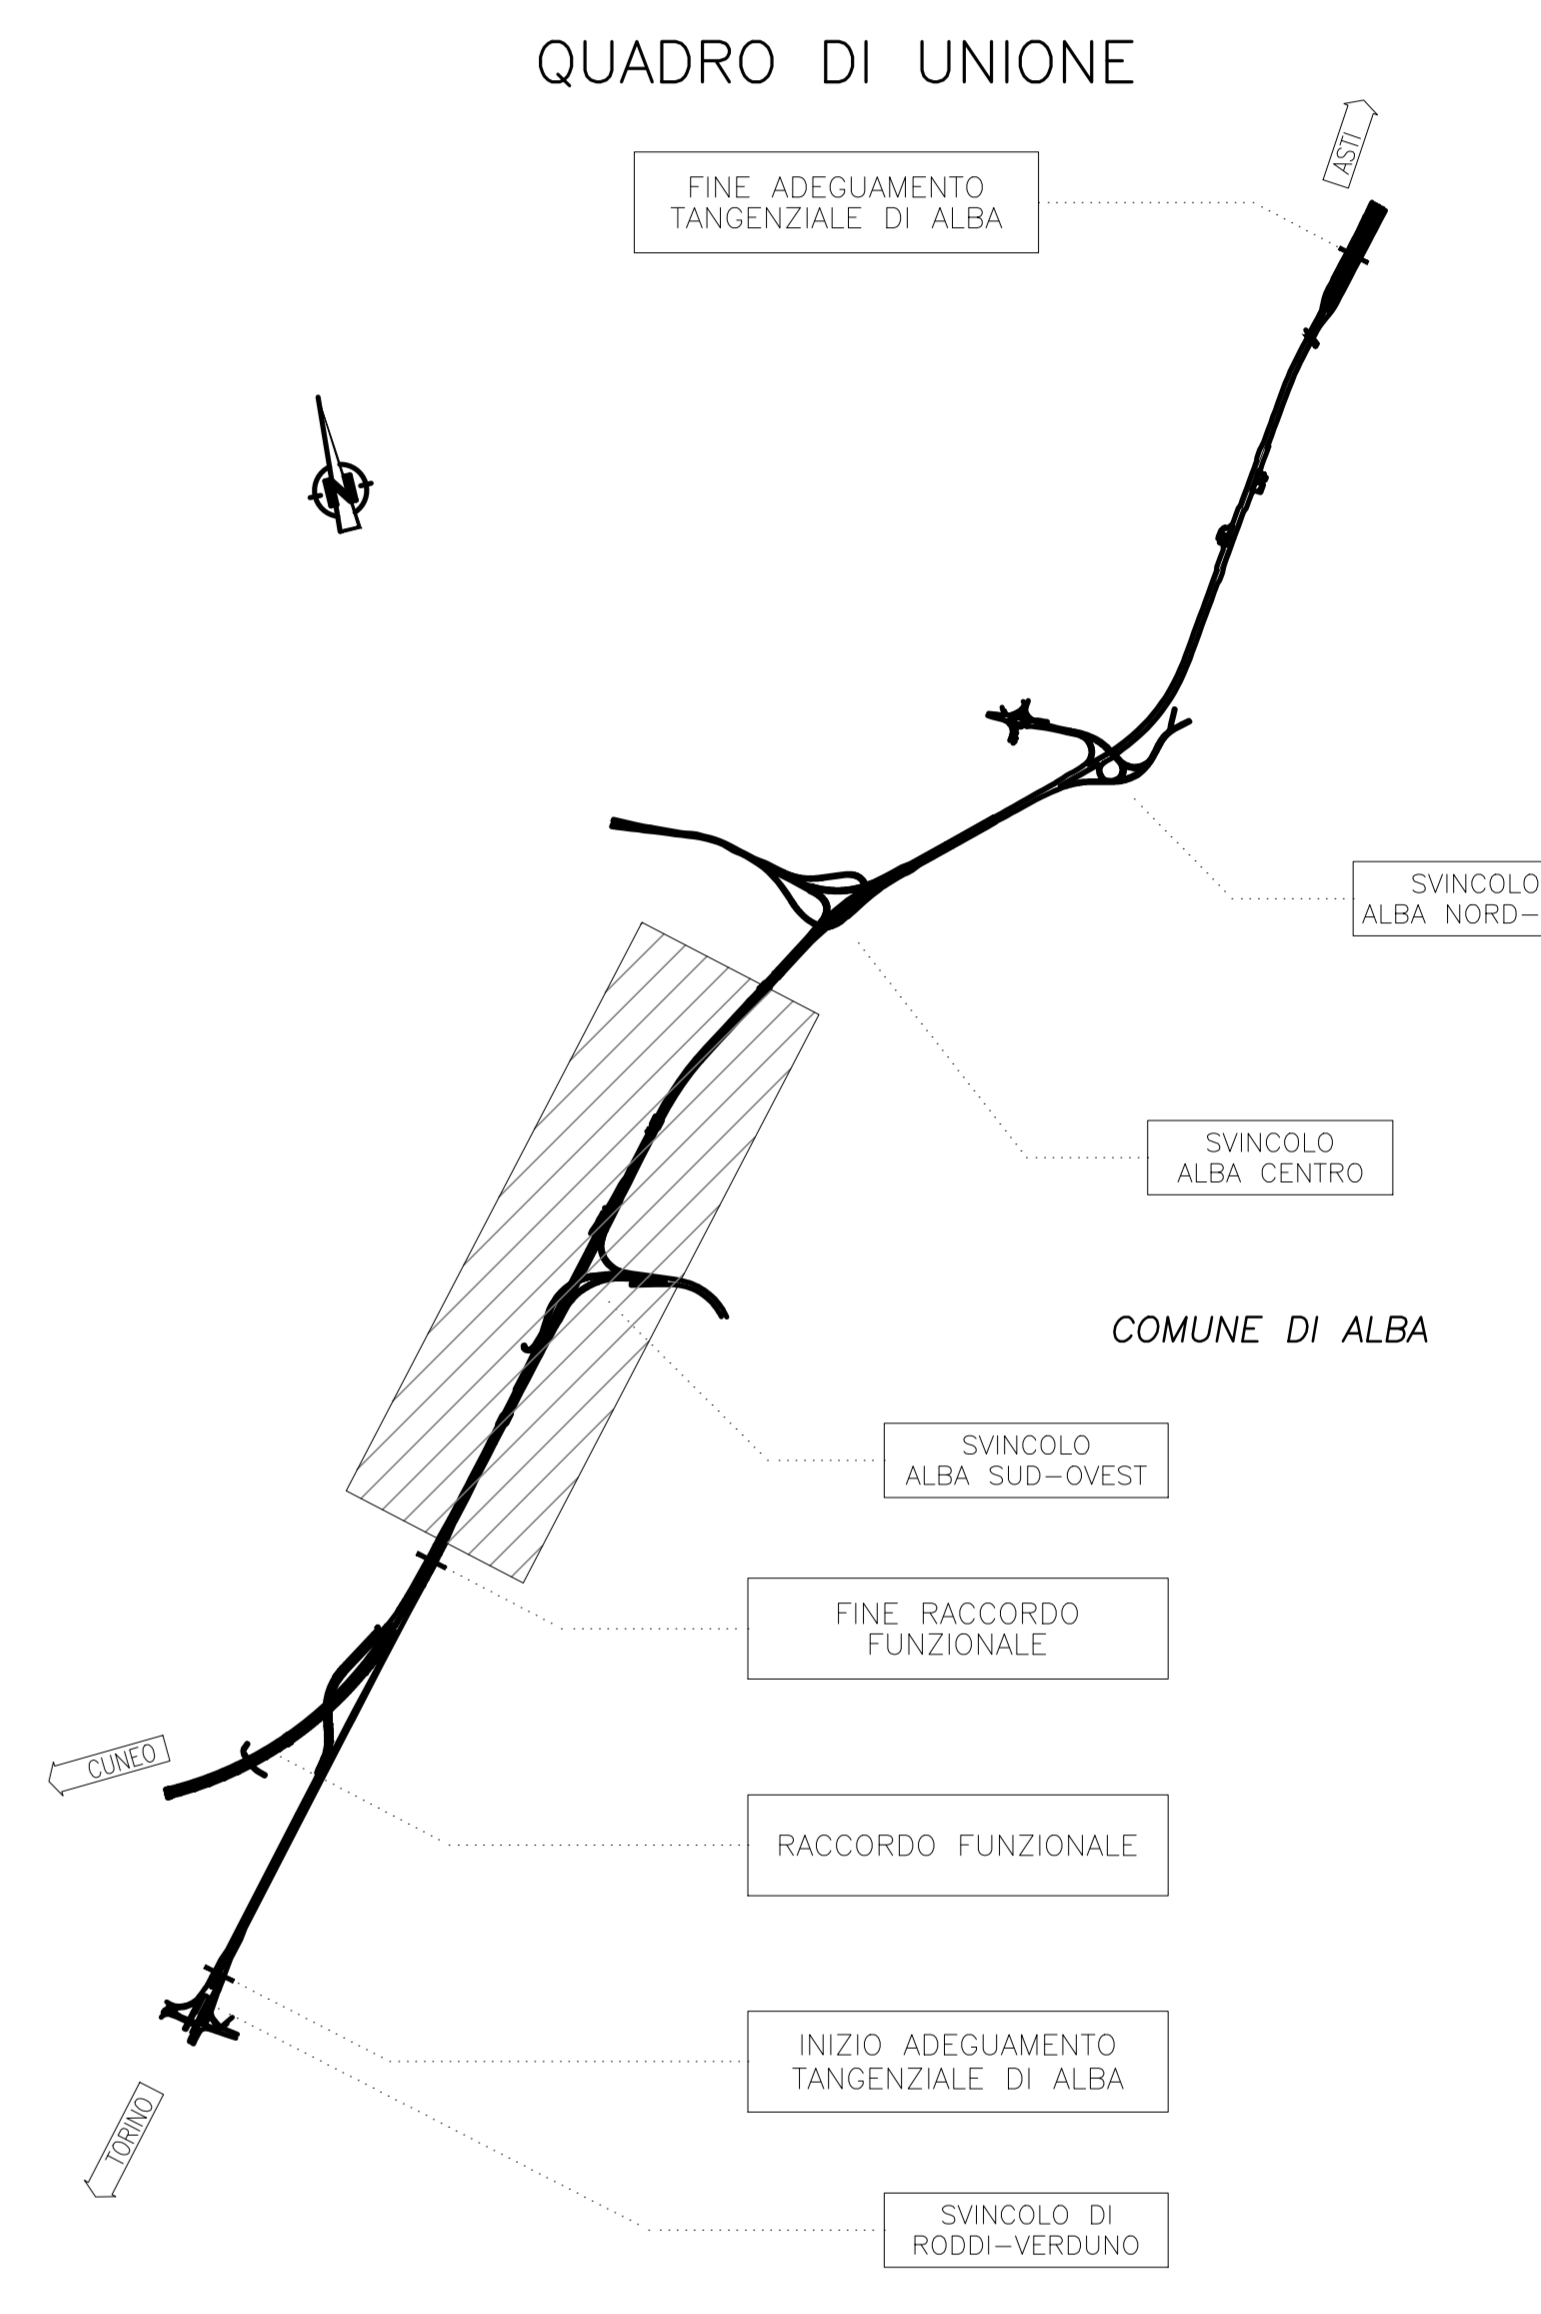 QUADRO DI UNIONE
ASTI
FINE ADEGUAMENTO
TANGENZIALE DI ALBA
N
SVINCOLO
ALBA NORD-
SVINCOLO
ALBA CENTRO
COMUNE DI ALBA
SVINCOLO
ALBA SUD-OVEST
FINE RACCORDO
FUNZIONALE
CUNEO
RACCORDO FUNZIONALE
INIZIO ADEGUAMENTO
TANGENZIALE DI ALBA
TORINO
SVINCOLO DI
RODDI-VERDUNO